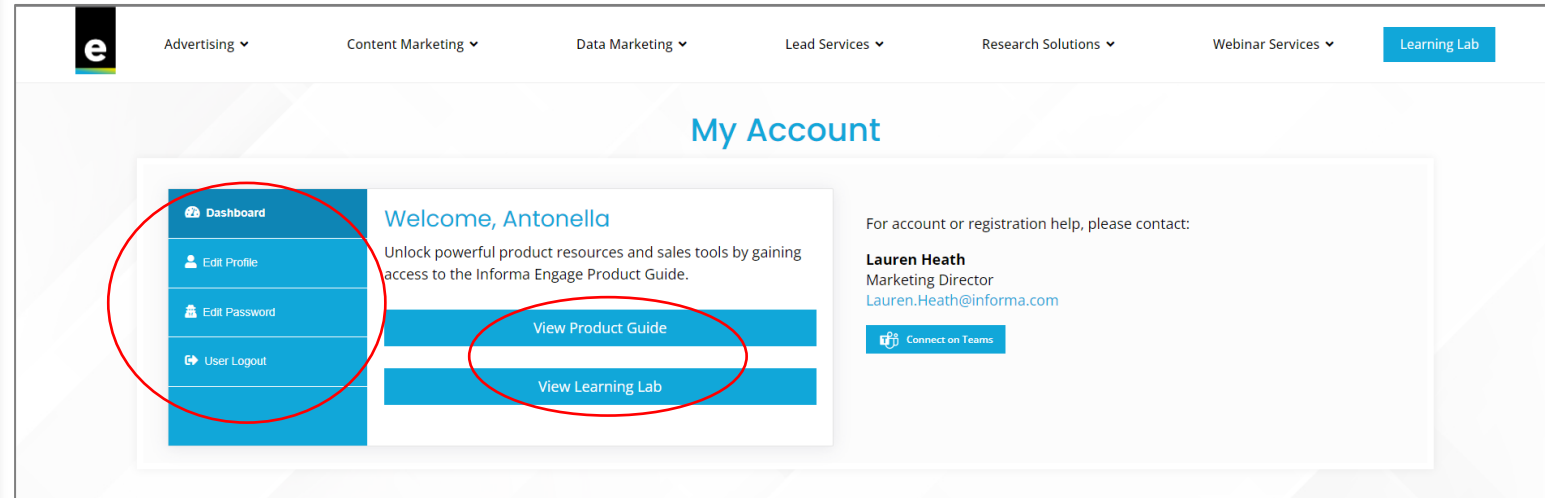 e
Advertising
Content Marketing
Data Marketing
Lead Services
Research Solutions
Webinar Services
Learning Lab
My Account
Dashboard
Edit Profile
Edit Password
User Logout
Welcome, Antonella
Unlock powerful product resources and sales tools by gaining
access to the Informa Engage Product Guide.
View Product Guide
View Learning Lab
For account or registration help, please contact:
Lauren Heath
Marketing Director
Lauren.Heath@informa.com
Connect on Teams